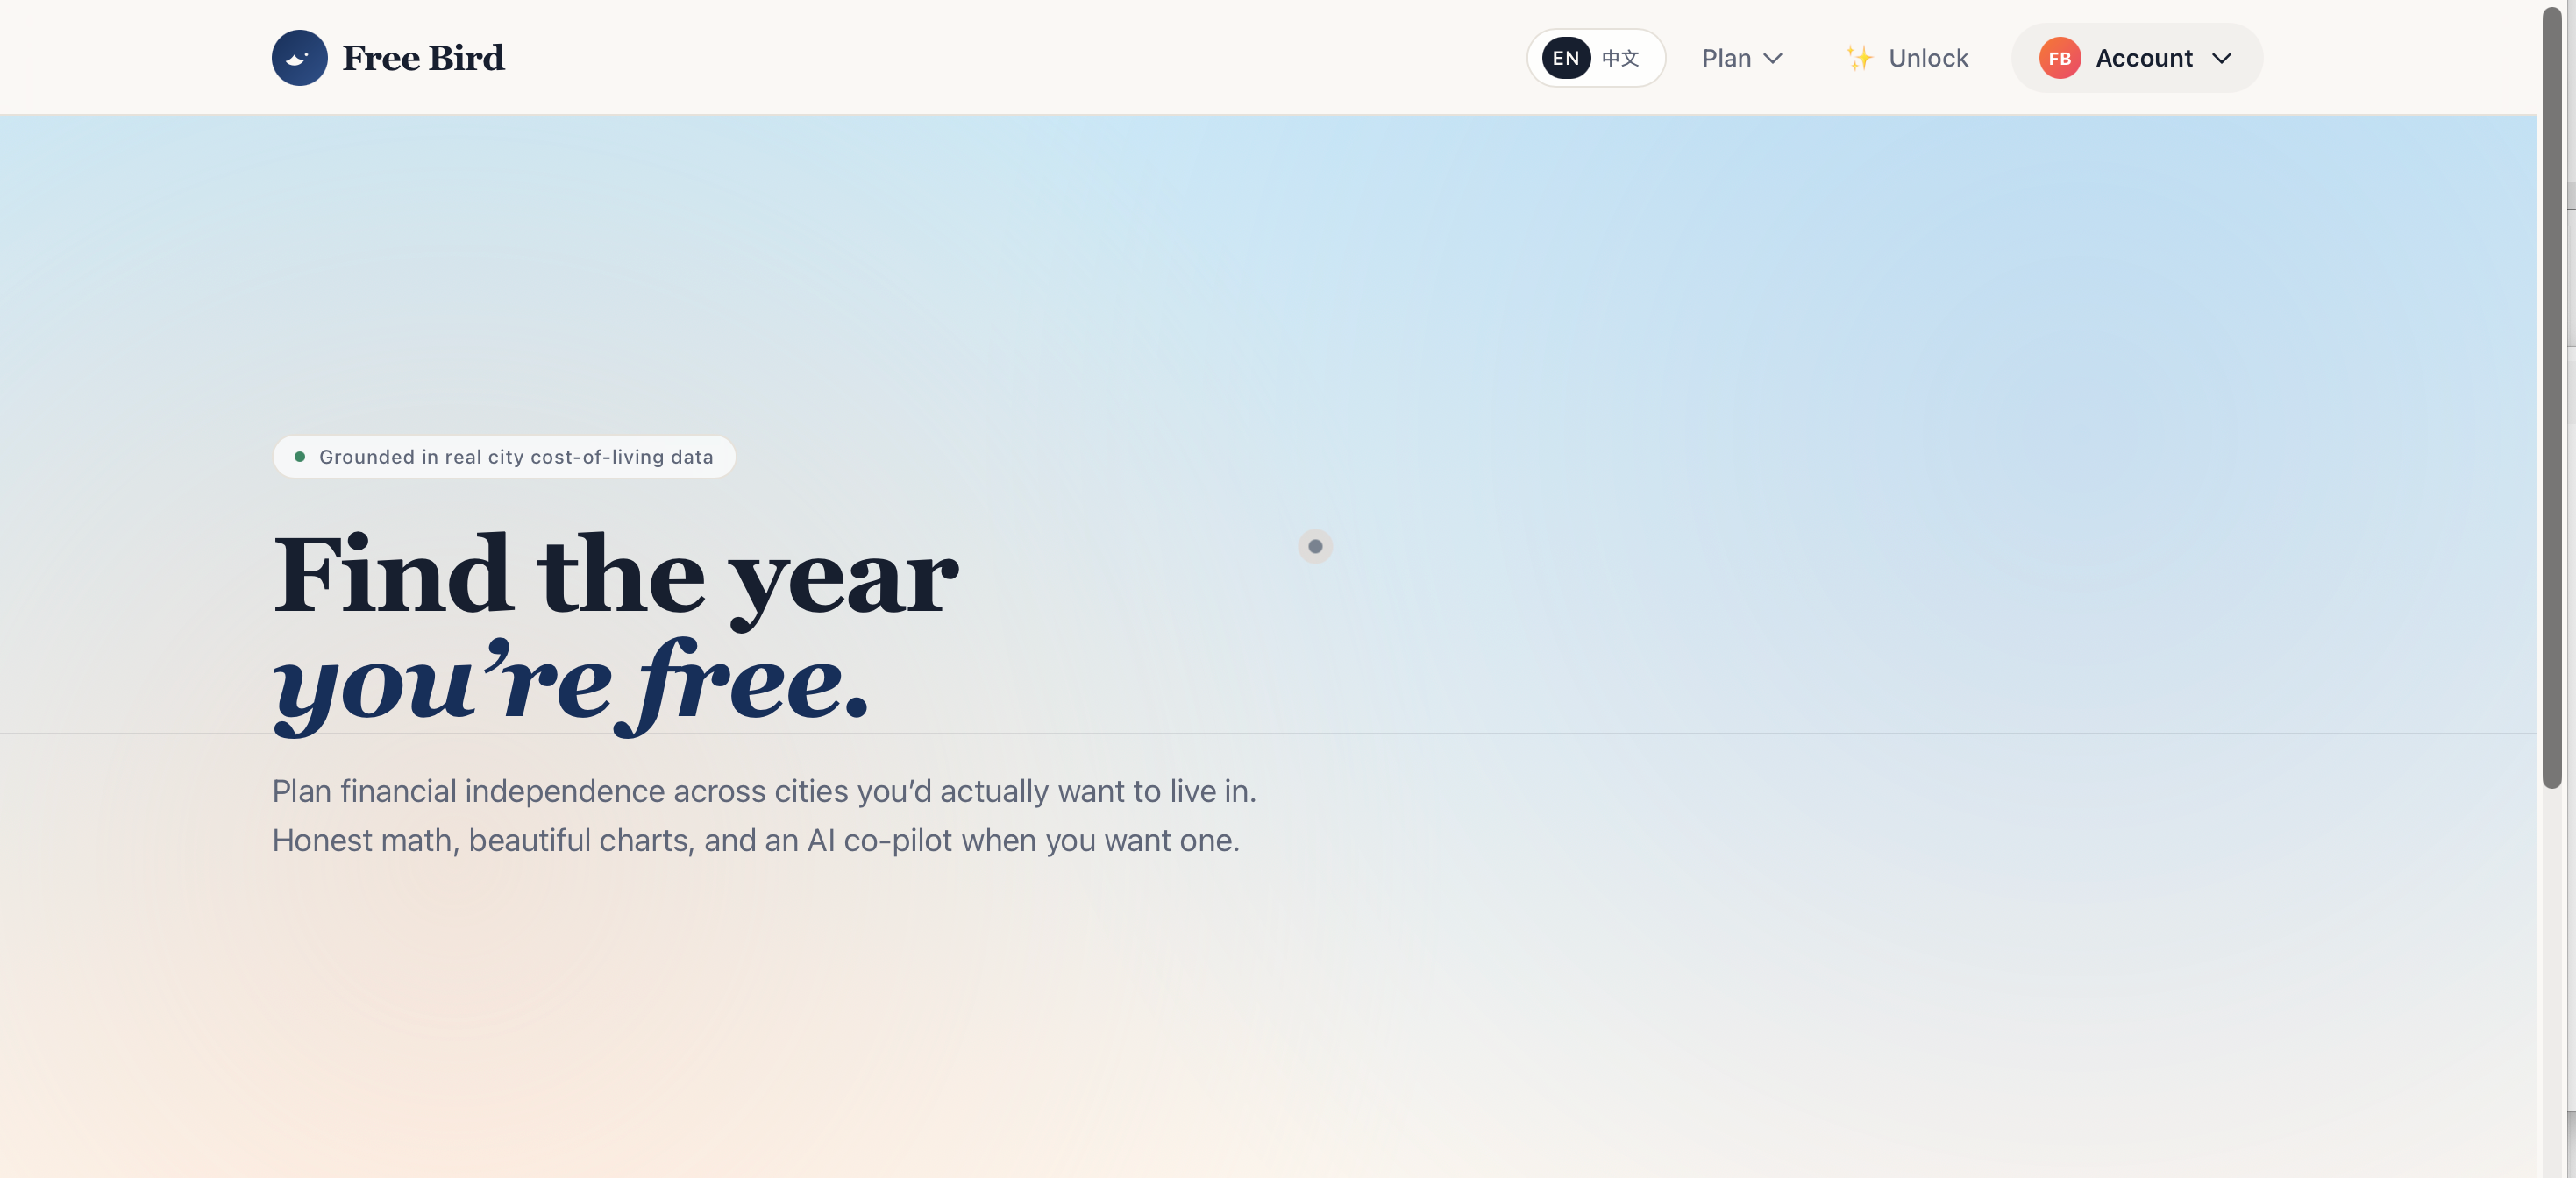 Free Bird
EN 中文
Plan
✨ Unlock
FB Account
Grounded in real city cost-of-living data
Find the year
you’re free.
Plan financial independence across cities you’d actually want to live in.
Honest math, beautiful charts, and an AI co-pilot when you want one.